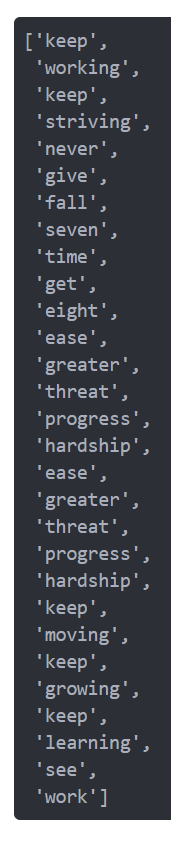 ['keep',
'working',
'keep',
'striving',
'never',
'give',
'fall',
'seven',
'time',
'get',
'eight',
'ease',
'greater',
'threat',
'progress',
'hardship',
'ease',
'greater',
'threat',
'progress',
'hardship',
'keep',
'moving',
'keep',
'growing',
'keep',
'learning',
'see',
'work']